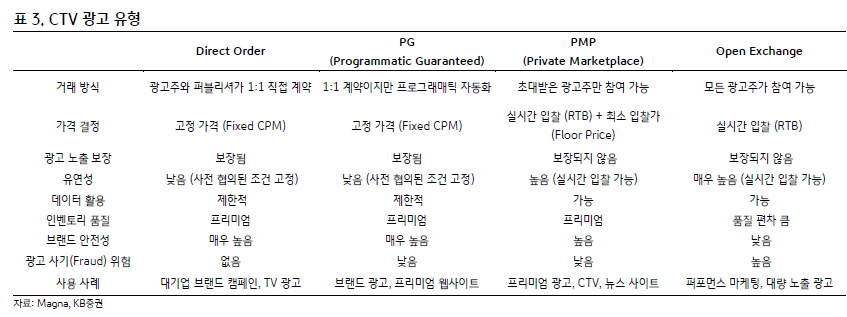 표 3. CTV 광고 유형
Direct Order PG (Programmatic Guaranteed) PMP (Private Marketplace) Open Exchange
거래 방식 광고주와 퍼블리셔가 1:1 직접 계약 1:1 계약이지만 프로그래매틱 자동화 초대받은 광고주만 참여 가능 모든 광고주가 참여 가능
가격 결정 고정 가격 (Fixed CPM) 고정 가격 (Fixed CPM) 실시간 입찰 (RTB) + 최소 입찰가 (Floor Price) 실시간 입찰 (RTB)
광고 노출 보장 보장됨 보장됨 보장되지 않음 보장되지 않음
유연성 낮음 (사전 협의된 조건 고정) 낮음 (사전 협의된 조건 고정) 높음 (실시간 입찰 가능) 매우 높음 (실시간 입찰 가능)
데이터 활용 제한적 제한적 가능 가능
인벤토리 품질 프리미엄 프리미엄 프리미엄 품질 편차 큼
브랜드 안전성 매우 높음 매우 높음 높음 낮음
광고 사기(Fraud) 위험 없음 낮음 낮음 높음
사용 사례 대기업 브랜드 캠페인, TV 광고 브랜드 광고, 프리미엄 웹사이트 프리미엄 광고, CTV, 뉴스 사이트 퍼포먼스 마케팅, 대량 노출 광고
자료: Magna, KB증권